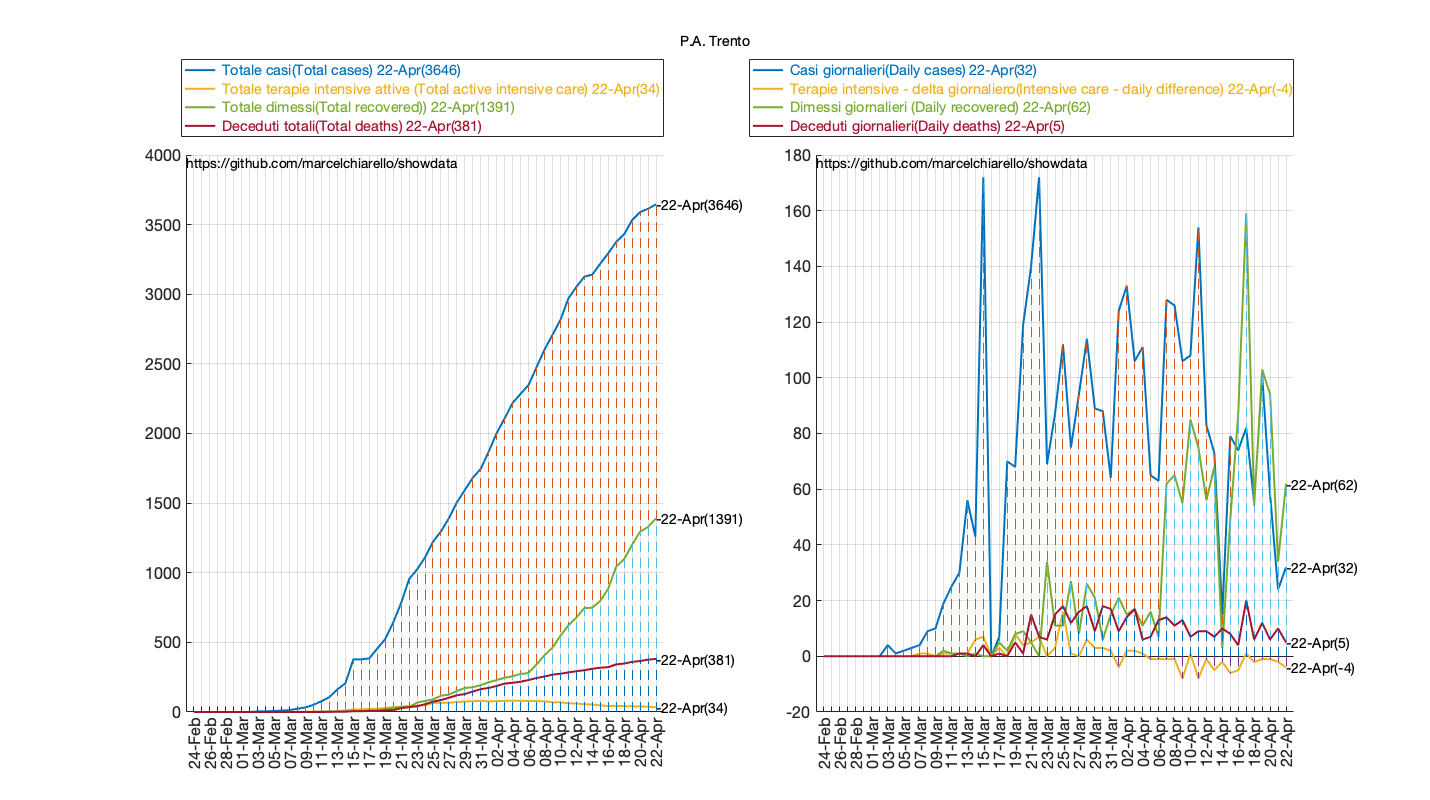 P.A. Trento
Totale casi(Total cases) 22-Apr(3646)
Totale terapie intensive attive (Total active intensive care) 22-Apr(34)
Totale dimessi(Total recovered)) 22-Apr(1391)
Deceduti totali(Total deaths) 22-Apr(381)
https://github.com/marcelchiarello/showdata
4000
3500
3000
2500
2000
1500
1000
500
0
-22-Apr(3646)
-22-Apr(1391)
-22-Apr(381)
-22-Apr(34)
24-Feb
26-Feb
28-Feb
01-Mar
03-Mar
05-Mar
07-Mar
09-Mar
11-Mar
13-Mar
15-Mar
17-Mar
19-Mar
21-Mar
23-Mar
25-Mar
27-Mar
29-Mar
31-Mar
02-Apr
04-Apr
06-Apr
08-Apr
10-Apr
12-Apr
14-Apr
16-Apr
18-Apr
20-Apr
22-Apr
Casi giornalieri(Daily cases) 22-Apr(32)
Terapie intensive - delta giornaliero(Intensive care - daily difference) 22-Apr(-4)
Dimessi giornalieri (Daily recovered) 22-Apr(62)
Deceduti giornalieri(Daily deaths) 22-Apr(5)
https://github.com/marcelchiarello/showdata
180
160
140
120
100
80
60
40
20
0
-20
-22-Apr(62)
-22-Apr(32)
-22-Apr(5)
-22-Apr(-4)
24-Feb
26-Feb
28-Feb
01-Mar
03-Mar
05-Mar
07-Mar
09-Mar
11-Mar
13-Mar
15-Mar
17-Mar
19-Mar
21-Mar
23-Mar
25-Mar
27-Mar
29-Mar
31-Mar
02-Apr
04-Apr
06-Apr
08-Apr
10-Apr
12-Apr
14-Apr
16-Apr
18-Apr
20-Apr
22-Apr